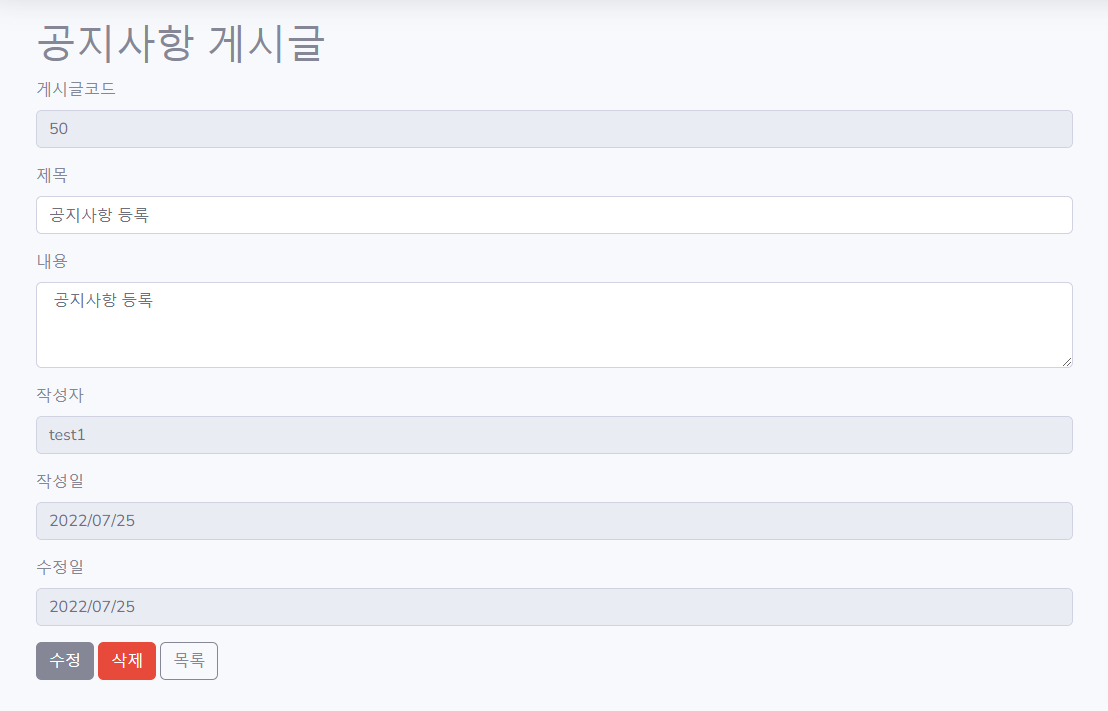 공지사항 게시글
게시글코드
50
제목
공지사항 등록
내용
공지사항 등록
작성자
test1
작성일
2022/07/25
수정일
2022/07/25
수정 삭제 목록